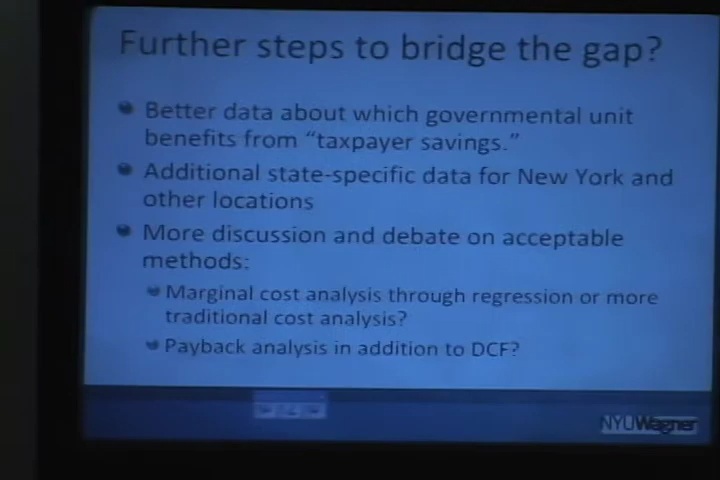 Further steps to bridge the gap?
Better data about which governmental unit
benefits from "taxpayer savings."
Additional state-specific data for New York and
other locations
More discussion and debate on acceptable
methods:
Marginal cost analysis through regression or more
traditional cost analysis?
Payback analysis in addition to DCF?
NYUWagner